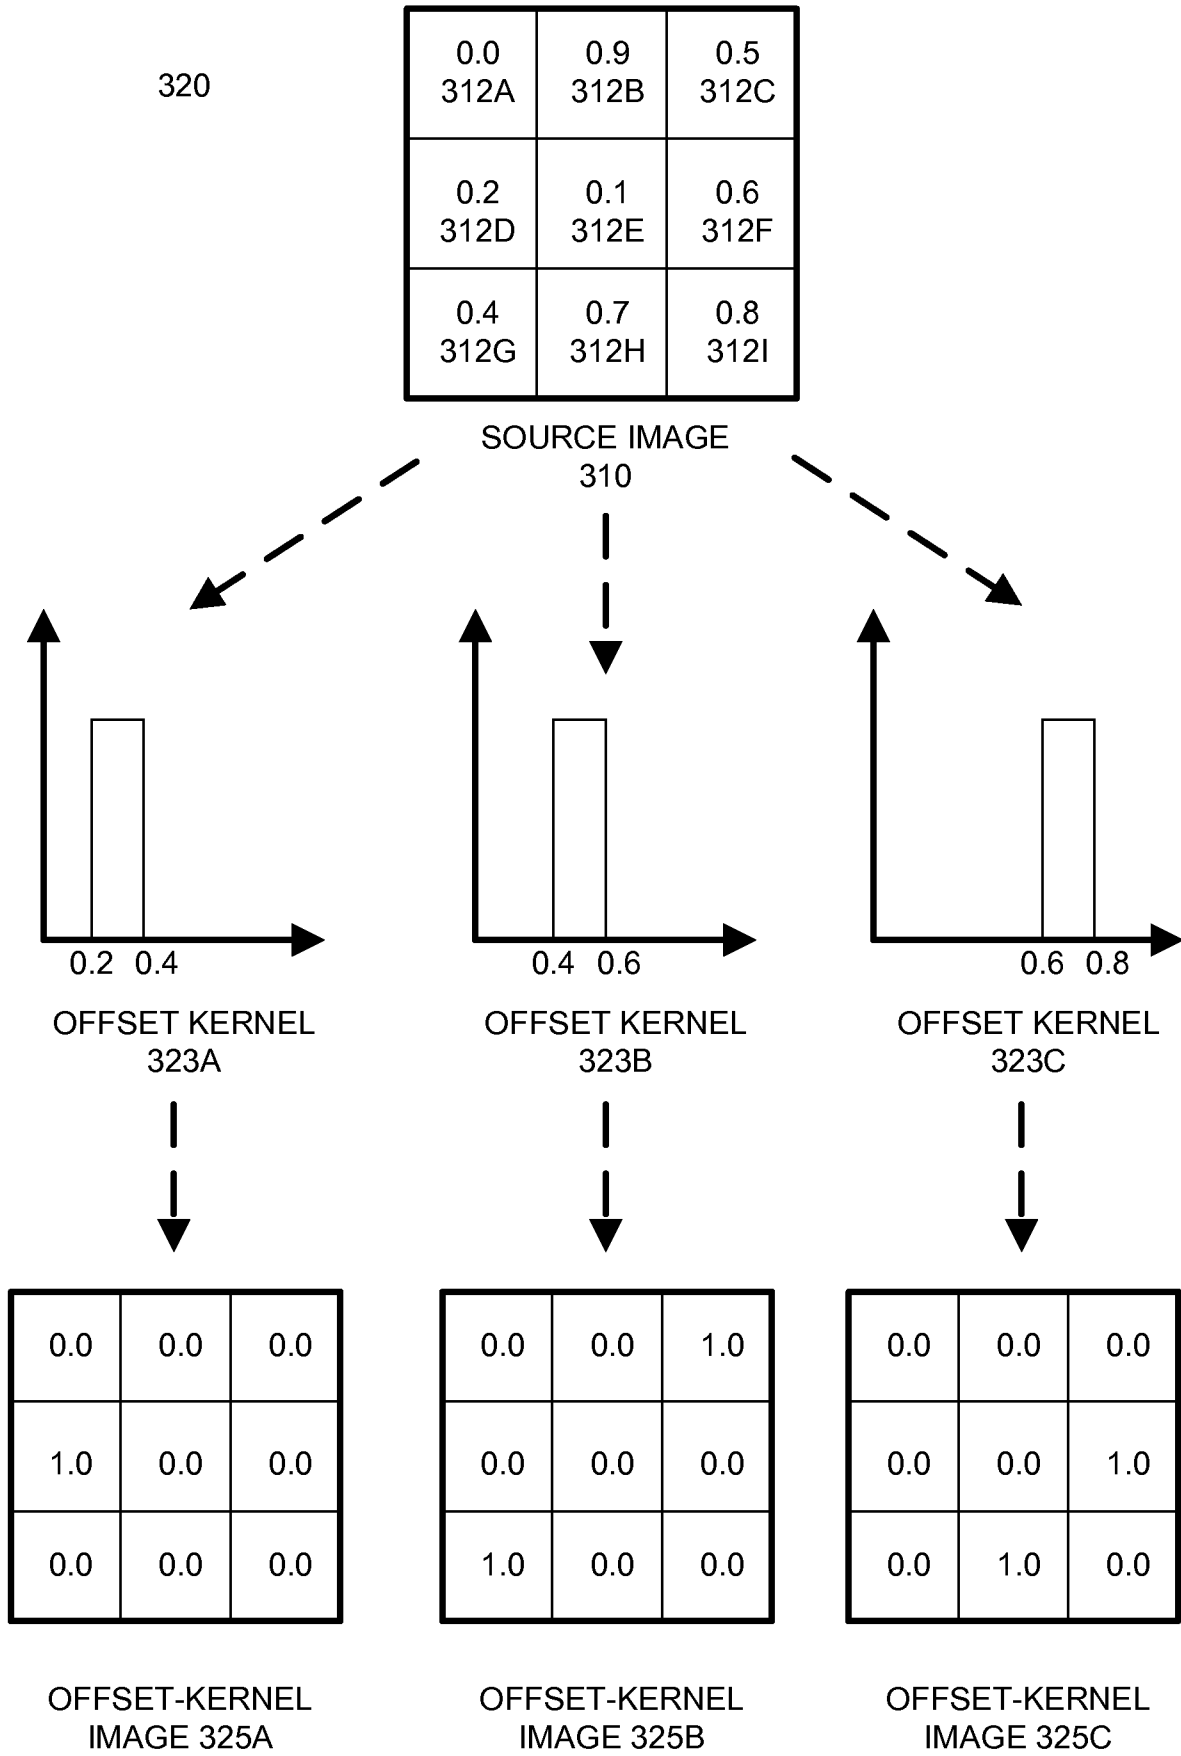 320
0.0 0.9 0.5
312A 312B 312C
0.2 0.1 0.6
312D 312E 312F
0.4 0.7 0.8
312G 312H 312I
SOURCE IMAGE
310
0.2 0.4
OFFSET KERNEL
323A
0.4 0.6
OFFSET KERNEL
323B
0.6 0.8
OFFSET KERNEL
323C
0.0 0.0 0.0
1.0 0.0 0.0
0.0 0.0 0.0
OFFSET-KERNEL
IMAGE 325A
0.0 0.0 1.0
0.0 0.0 0.0
1.0 0.0 0.0
OFFSET-KERNEL
IMAGE 325B
0.0 0.0 0.0
0.0 0.0 1.0
0.0 1.0 0.0
OFFSET-KERNEL
IMAGE 325C